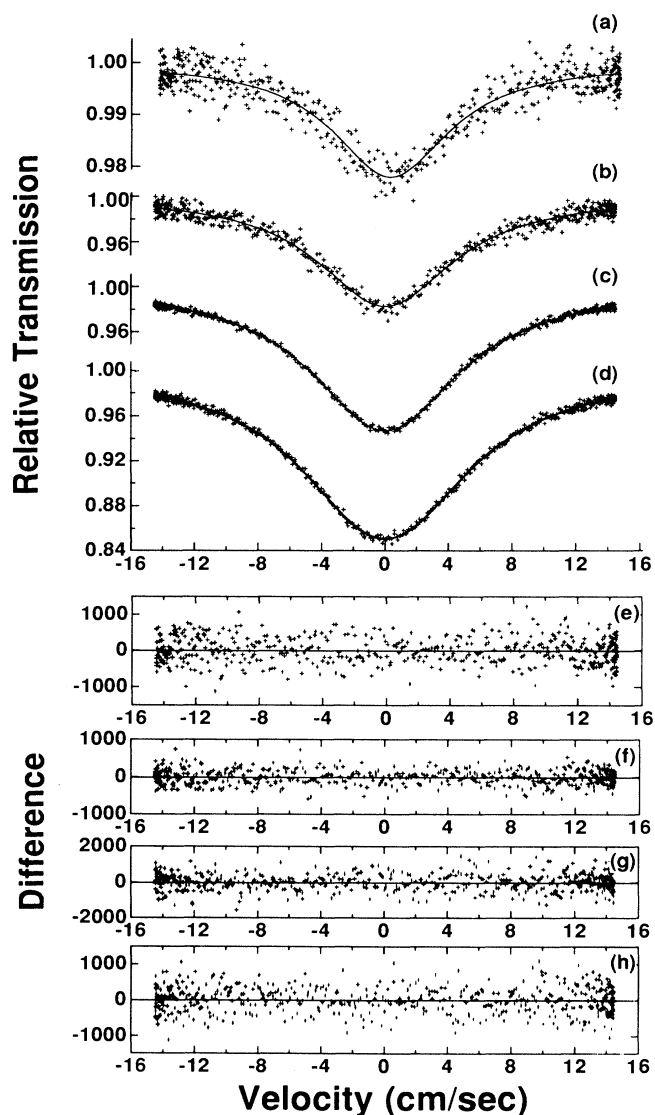 (a)
1.00
0.99
0.98
(b)
1.00
0.96
(c)
1.00
0.96
(d)
1.00
0.96
0.92
0.88
0.84
-16 -12 -8 -4 0 4 8 12 16
Relative Transmission
(e)
1000
0
-1000
-16 -12 -8 -4 0 4 8 12 16
(f)
1000
0
-1000
-16 -12 -8 -4 0 4 8 12 16
(g)
2000
0
-2000
-16 -12 -8 -4 0 4 8 12 16
(h)
1000
0
-1000
-16 -12 -8 -4 0 4 8 12 16
Difference
Velocity (cm/sec)